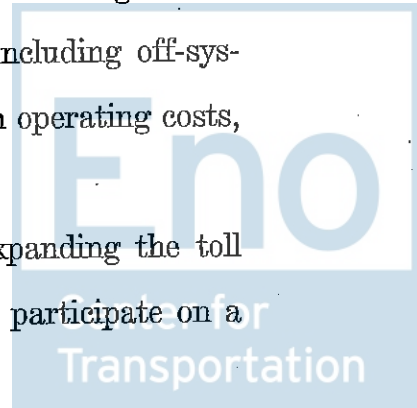 ncluding off-sys-
n operating costs,
xpanding the toll
participate on a
Eno
Center for
Transportation